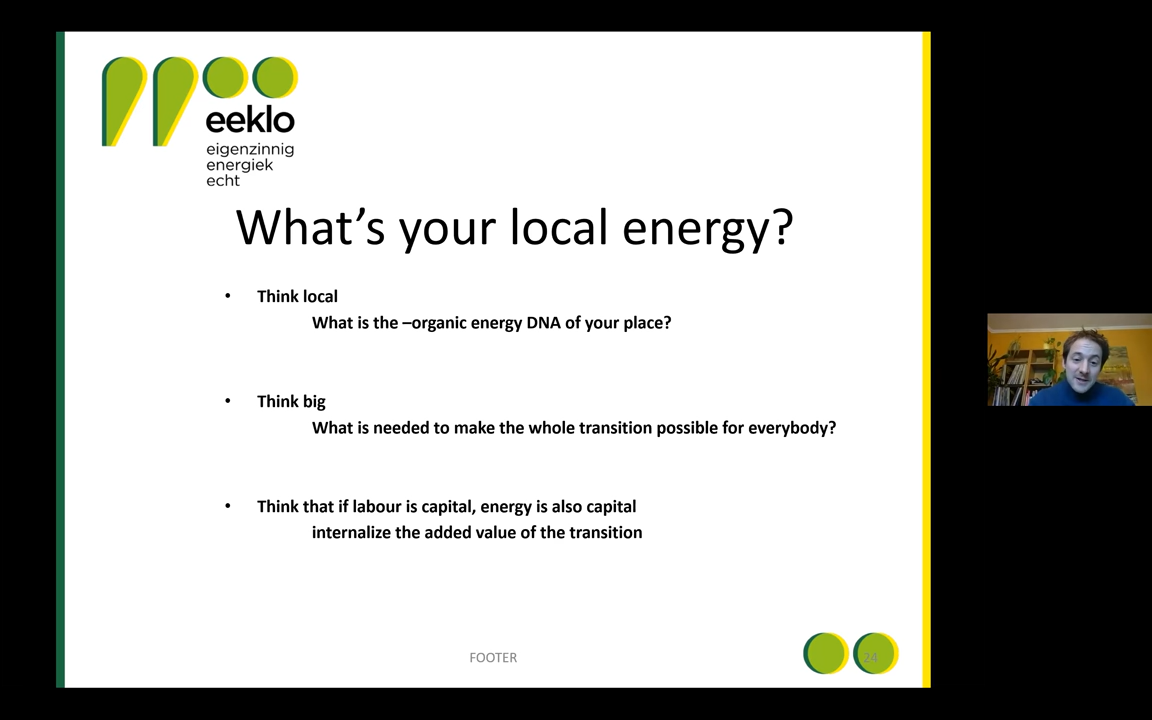 eeklo
eigenzinnig
energiek
echt
What's your local energy?
• Think local
What is the –organic energy DNA of your place?
• Think big
What is needed to make the whole transition possible for everybody?
• Think that if labour is capital, energy is also capital
internalize the added value of the transition
FOOTER
24